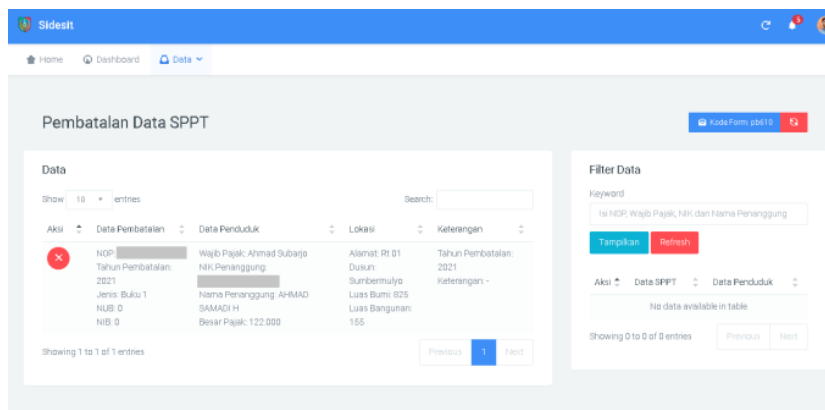 Sidesit
5
Home Dashboard Data
Pembatalan Data SPPT
Kode Form: pb610
Data
Show 10 entries Search:
Aksi Data Pembatalan Data Penduduk Lokasi Keterangan
NOP: Wajib Pajak: Ahmad Subarjo Alamat: Rt 01 Tahun Pembatalan:
Tahun Pembatalan: NIK Penanggung: Dusun: 2021
2021 Sumbermulyo Keterangan: -
Jenis: Buku 1 Nama Penanggung: AHMAD Luas Bumi: 825
NUB: 0 SAMADI H Luas Bangunan:
NIB: 0 Besar Pajak: 122.000 155
Showing 1 to 1 of 1 entries Previous 1 Next
Filter Data
Keyword
Isi NOP, Wajib Pajak, NIK dan Nama Penanggung
Tampilkan Refresh
Aksi Data SPPT Data Penduduk
No data available in table
Showing 0 to 0 of 0 entries Previous Next